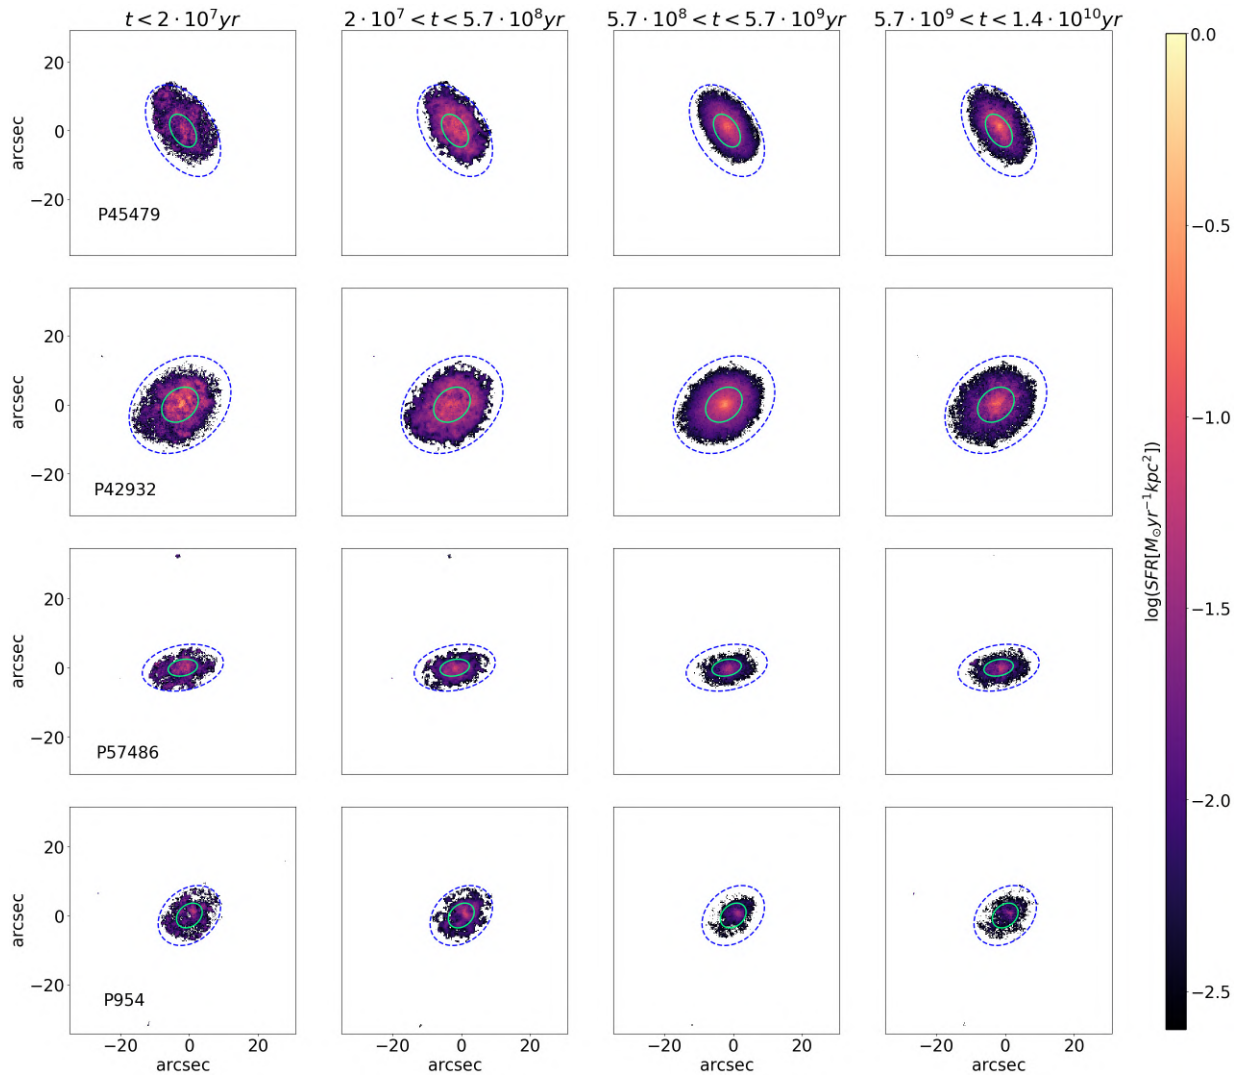 t < 2 · 10⁷yr
2 · 10⁷ < t < 5.7 · 10⁸yr
5.7 · 10⁸ < t < 5.7 · 10⁹yr
5.7 · 10⁹ < t < 1.4 · 10¹⁰yr
20
0
−20
arcsec
P45479
20
0
−20
arcsec
P42932
20
0
−20
arcsec
P57486
20
0
−20
arcsec
P954
−20 0 20
arcsec
−20 0 20
arcsec
−20 0 20
arcsec
−20 0 20
arcsec
0.0
−0.5
−1.0
−1.5
−2.0
−2.5
log(SFR[M⊙yr⁻¹kpc²])